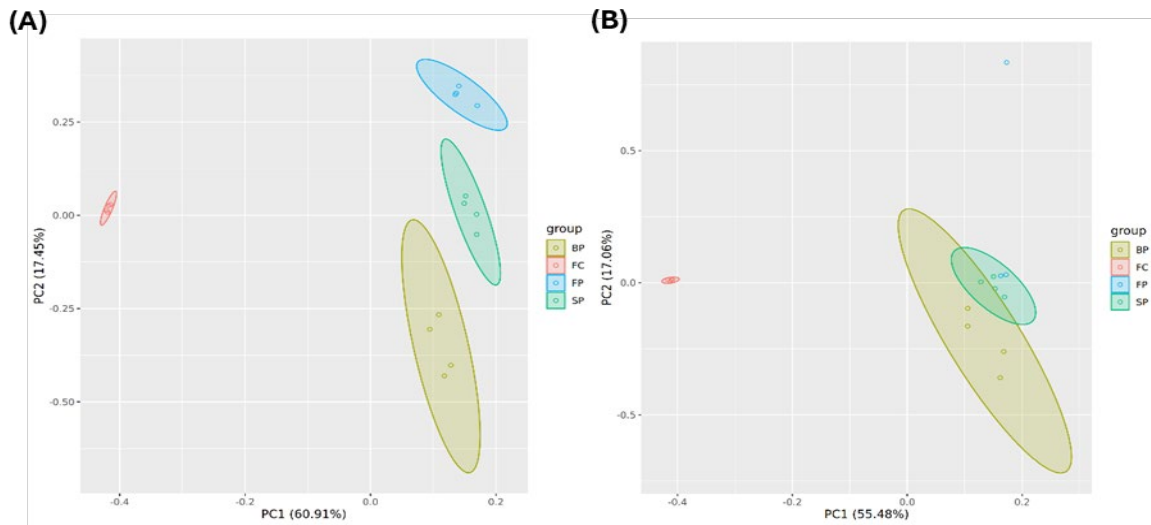 (A)
0.25
0.00
-0.25
-0.50
PC2 (17.45%)
-0.4
-0.2
0.0
0.2
PC1 (60.91%)
group
BP
FC
FP
SP
(B)
0.5
0.0
-0.5
PC2 (17.06%)
-0.4
0.0
0.2
PC1 (55.48%)
group
BP
FC
FP
SP